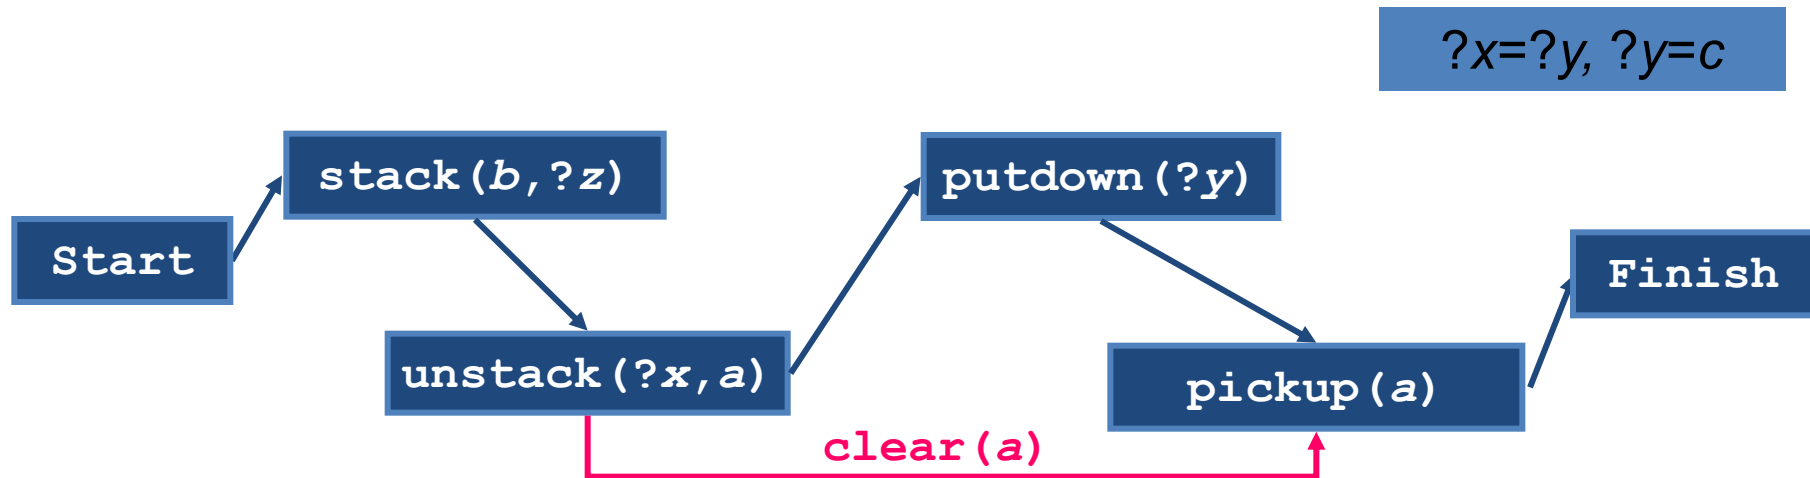 ?x=?y, ?y=c
stack(b,?z)
putdown(?y)
Start
Finish
unstack(?x,a)
pickup(a)
clear(a)